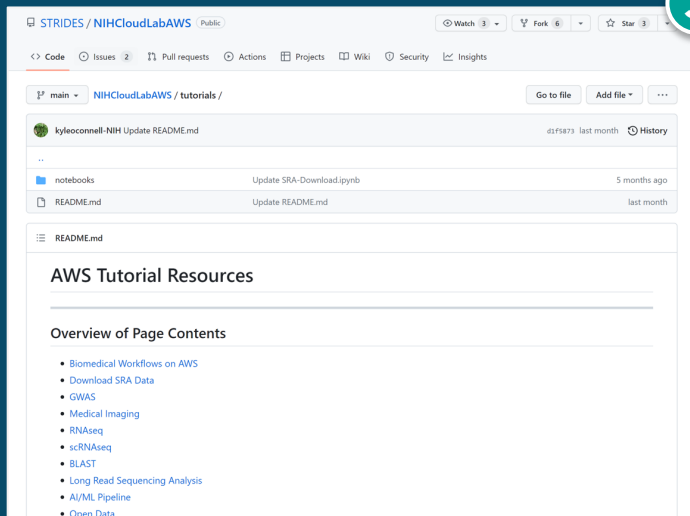 STRIDES / NIHCloudLabAWS Public
Watch 3 Fork 6 Star 3
Code Issues 2 Pull requests Actions Projects Wiki Security Insights
main NIHCloudLabAWS / tutorials / Go to file Add file ...
kyleoconnell-NIH Update README.md d1f5873 last month History
..
notebooks Update SRA-Download.ipynb 5 months ago
README.md Update README.md last month
README.md
AWS Tutorial Resources
Overview of Page Contents
Biomedical Workflows on AWS
Download SRA Data
GWAS
Medical Imaging
RNAseq
scRNAseq
BLAST
Long Read Sequencing Analysis
AI/ML Pipeline
Open Data